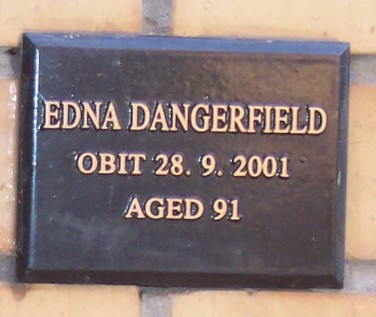 EDNA DANGERFIELD
OBIT 28. 9. 2001
AGED 91